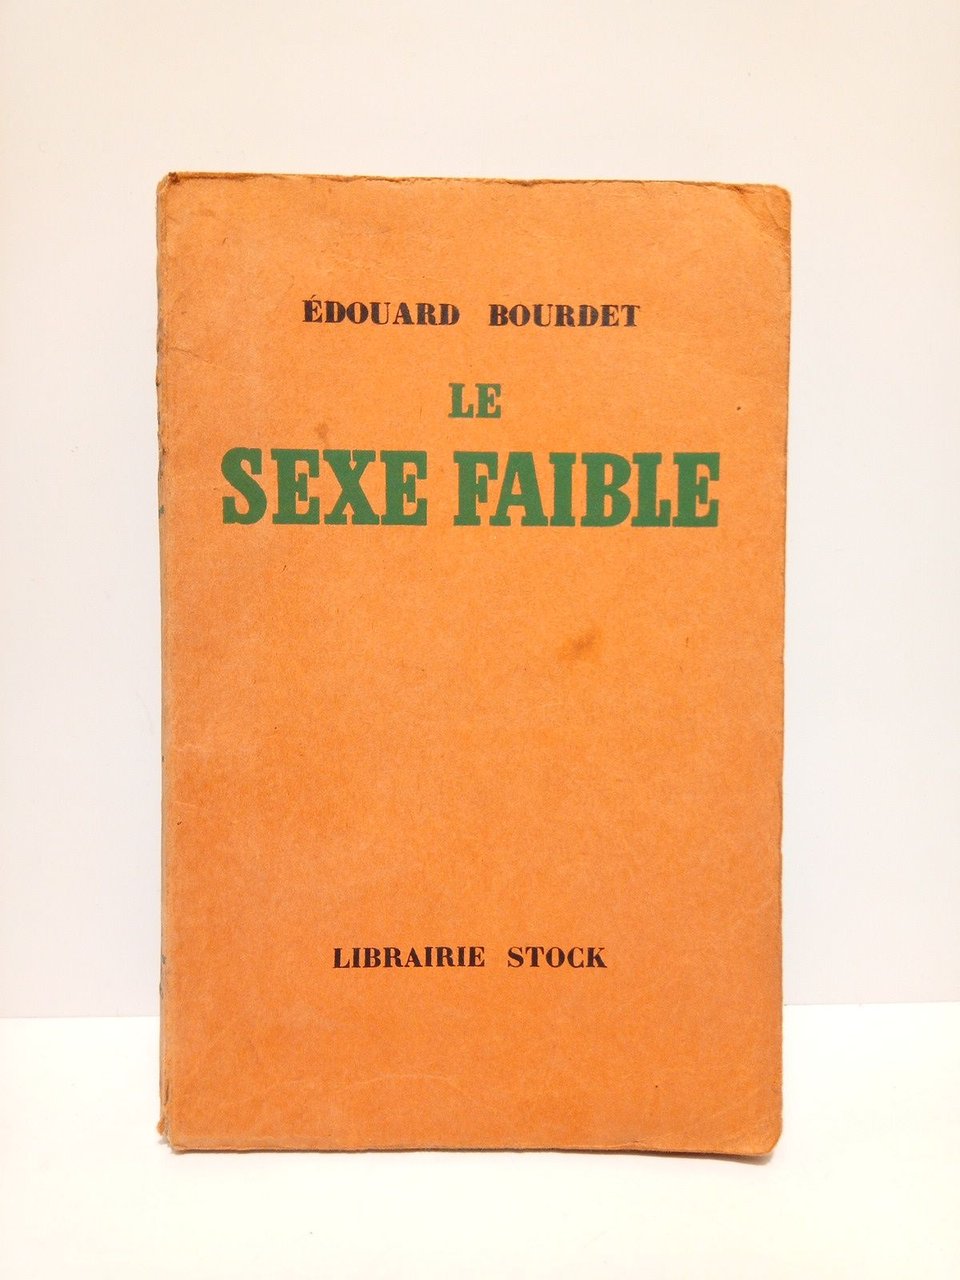 ÉDOUARD BOURDET
LE
SEXE FAIBLE
LIBRAIRIE STOCK